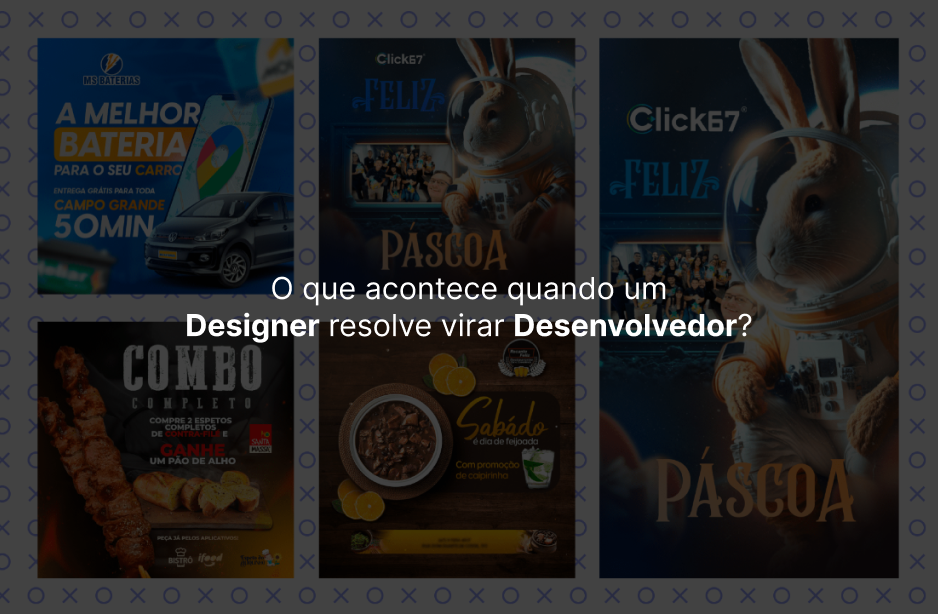 MS BATERIAS
A MELHOR
BATERIA
PARA O SEU CARRO
ENTREGA GRÁTIS PARA TODA
CAMPO GRANDE
50MIN
Click67
FELIZ
PÁSCOA
Click67
FELIZ
PÁSCOA
O que acontece quando um
Designer resolve virar Desenvolvedor?
COMBO
COMPLETO
COMPRE 2 ESPETOS
COMPLETOS
DE CONTRA FILÉ E
GANHE
UM PÃO DE ALHO
PEÇA JÁ PELOS APLICATIVOS
BISTRÔ
ifood
Sabádo
é dia de feijoada
Com promoção
de caipirinha